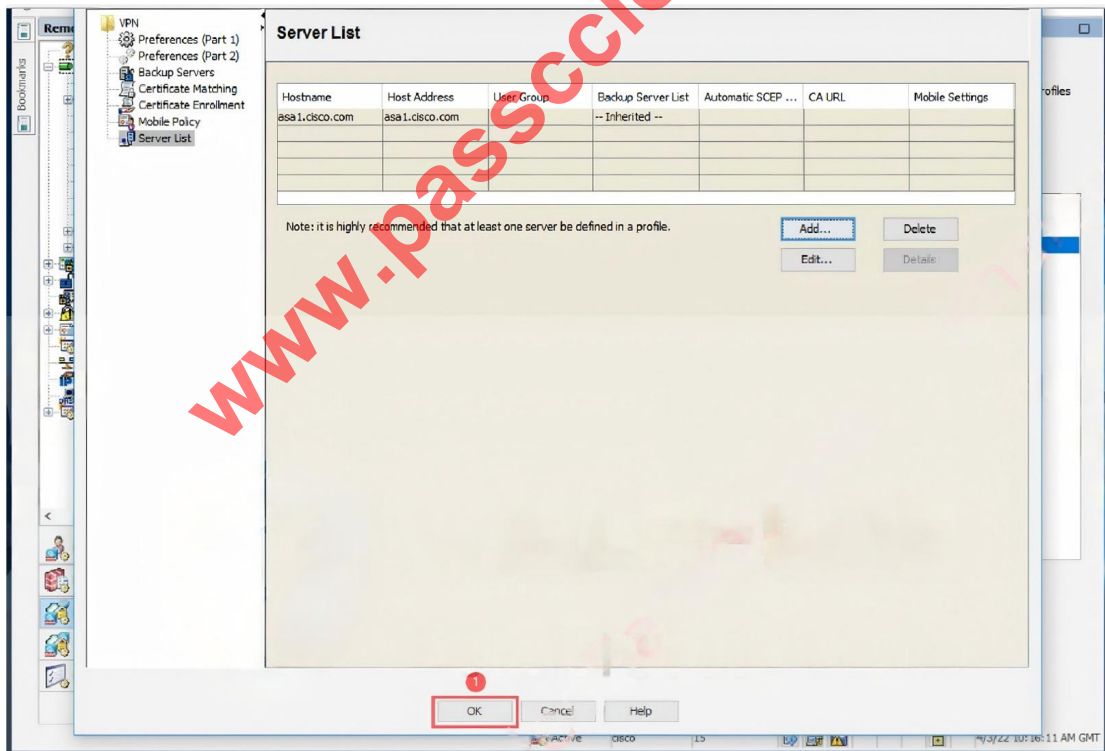 Reme
Bookmarks
VPN
Preferences (Part 1)
Preferences (Part 2)
Backup Servers
Certificate Matching
Certificate Enrollment
Mobile Policy
Server List
Server List
Hostname Host Address User Group Backup Server List Automatic SCEP ... CA URL Mobile Settings
asa1.cisco.com asa1.cisco.com -- Inherited --
Note: it is highly recommended that at least one server be defined in a profile.
Add... Delete
Edit... Details
ofiles
www.passccie
1
OK Cancel Help
Active cisco 15 4/3/22 10:16:11 AM GMT